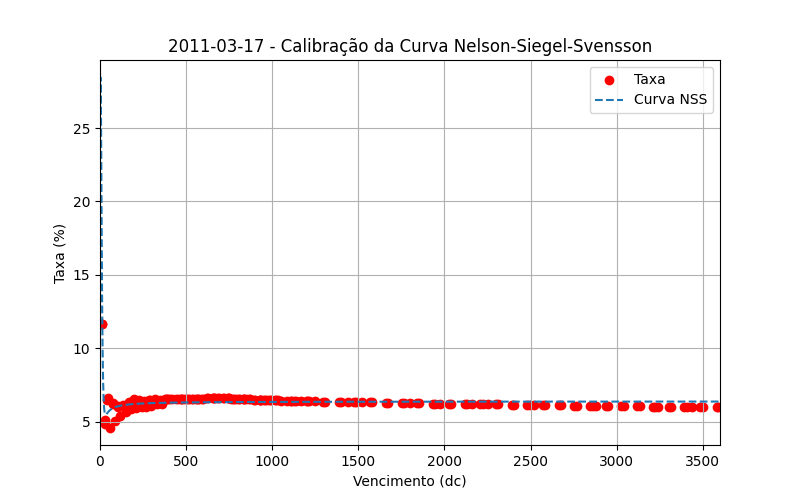 2011-03-17 - Calibração da Curva Nelson-Siegel-Svensson
Taxa
Curva NSS
Taxa (%)
25
20
15
10
5
0 500 1000 1500 2000 2500 3000 3500
Vencimento (dc)